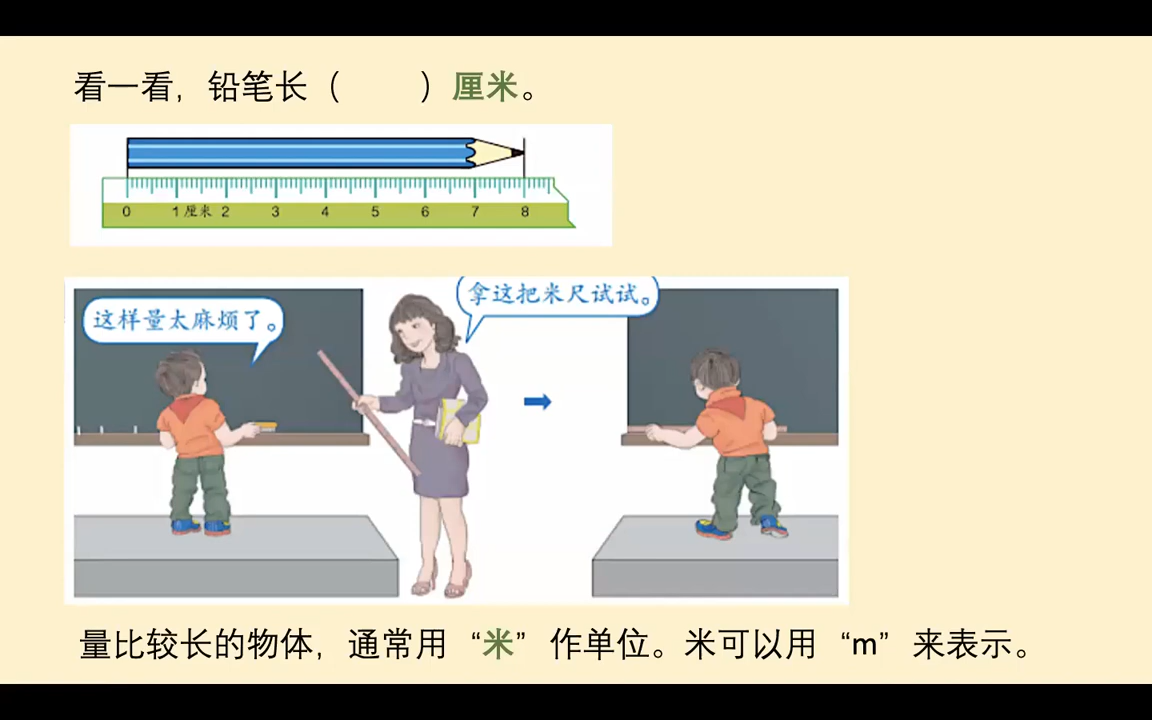 看一看，铅笔长（　　）厘米。
0 1厘米 2 3 4 5 6 7 8
这样量太麻烦了。
拿这把米尺试试。
量比较长的物体，通常用“米”作单位。米可以用“m”来表示。